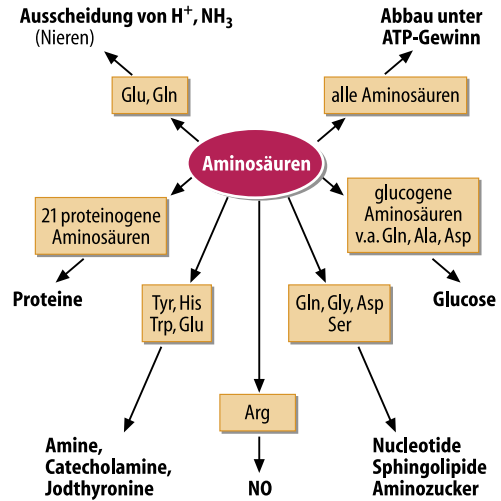 Ausscheidung von H⁺, NH₃
(Nieren)
Abbau unter
ATP-Gewinn
Glu, Gln
alle Aminosäuren
Aminosäuren
21 proteinogene
Aminosäuren
glucogene
Aminosäuren
v.a. Gln, Ala, Asp
Proteine
Tyr, His
Trp, Glu
Gln, Gly, Asp
Ser
Glucose
Arg
Amine,
Catecholamine,
Jodthyronine
NO
Nucleotide
Sphingolipide
Aminozucker